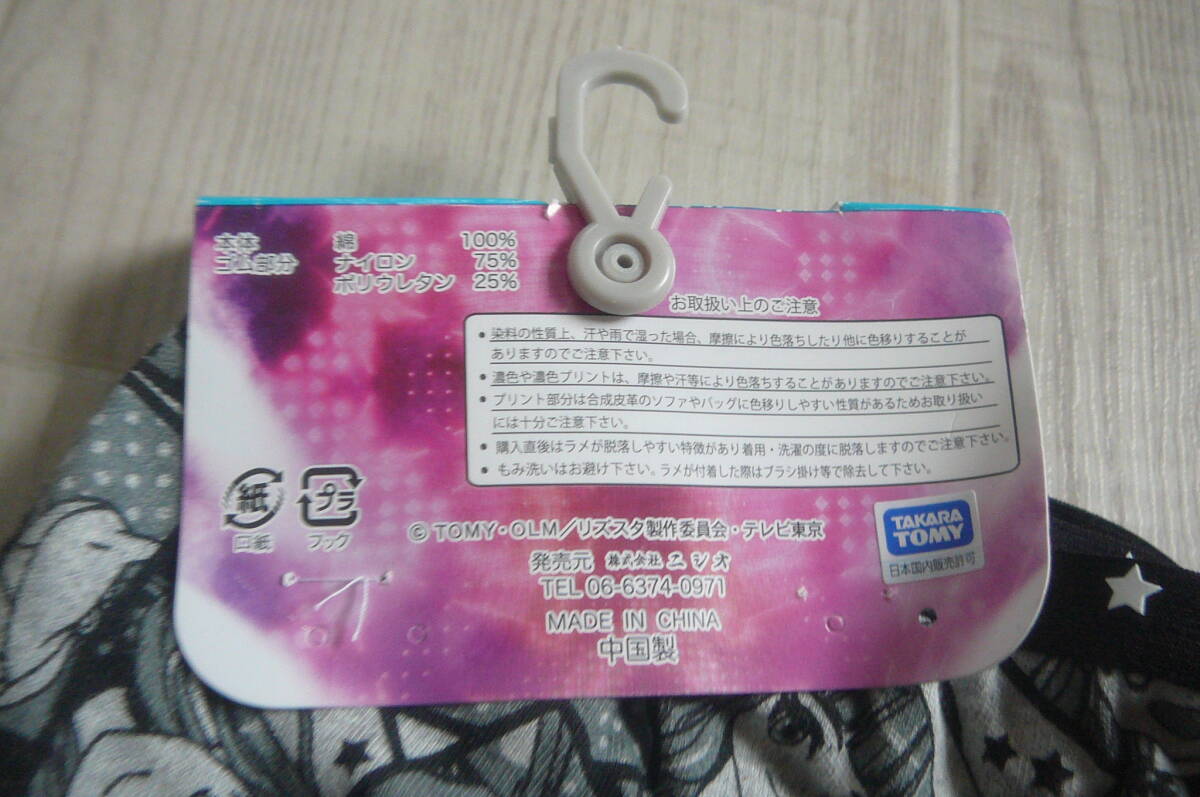 本体 綿 100%
ゴム部分 ナイロン 75%
ポリウレタン 25%
お取扱い上のご注意
• 染料の性質上、汗や雨で湿った場合、摩擦により色落ちしたり他に色移りすることが
ありますのでご注意下さい。
• 濃色や濃色プリントは、摩擦や汗等により色落ちすることがありますのでご注意下さい。
• プリント部分は合成皮革のソファやバッグに色移りしやすい性質があるためお取り扱い
には十分ご注意下さい。
• 購入直後はラメが脱落しやすい特徴があり着用・洗濯の度に脱落しますのでご注意下さい。
• もみ洗いはお避け下さい。ラメが付着した際はブラシ掛け等で除去して下さい。
紙 プラ
口紙 フック
© TOMY・OLM/リズスタ製作委員会・テレビ東京
発売元 株式会社エシオ
TEL 06-6374-0971
MADE IN CHINA
中国製
TAKARA
TOMY
日本国内販売許可